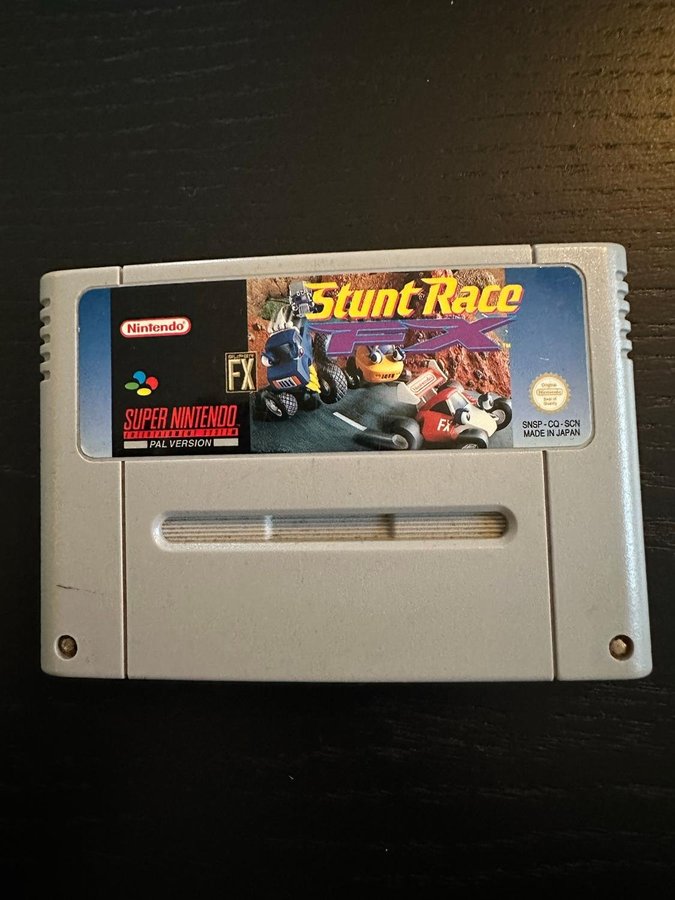 Nintendo®
SUPER NINTENDO
ENTERTAINMENT SYSTEM
PAL VERSION
SUPER
FX
Stunt Race
FX
FX
Original
Nintendo
Seal of
Quality
SNSP-CQ-SCN
MADE IN JAPAN